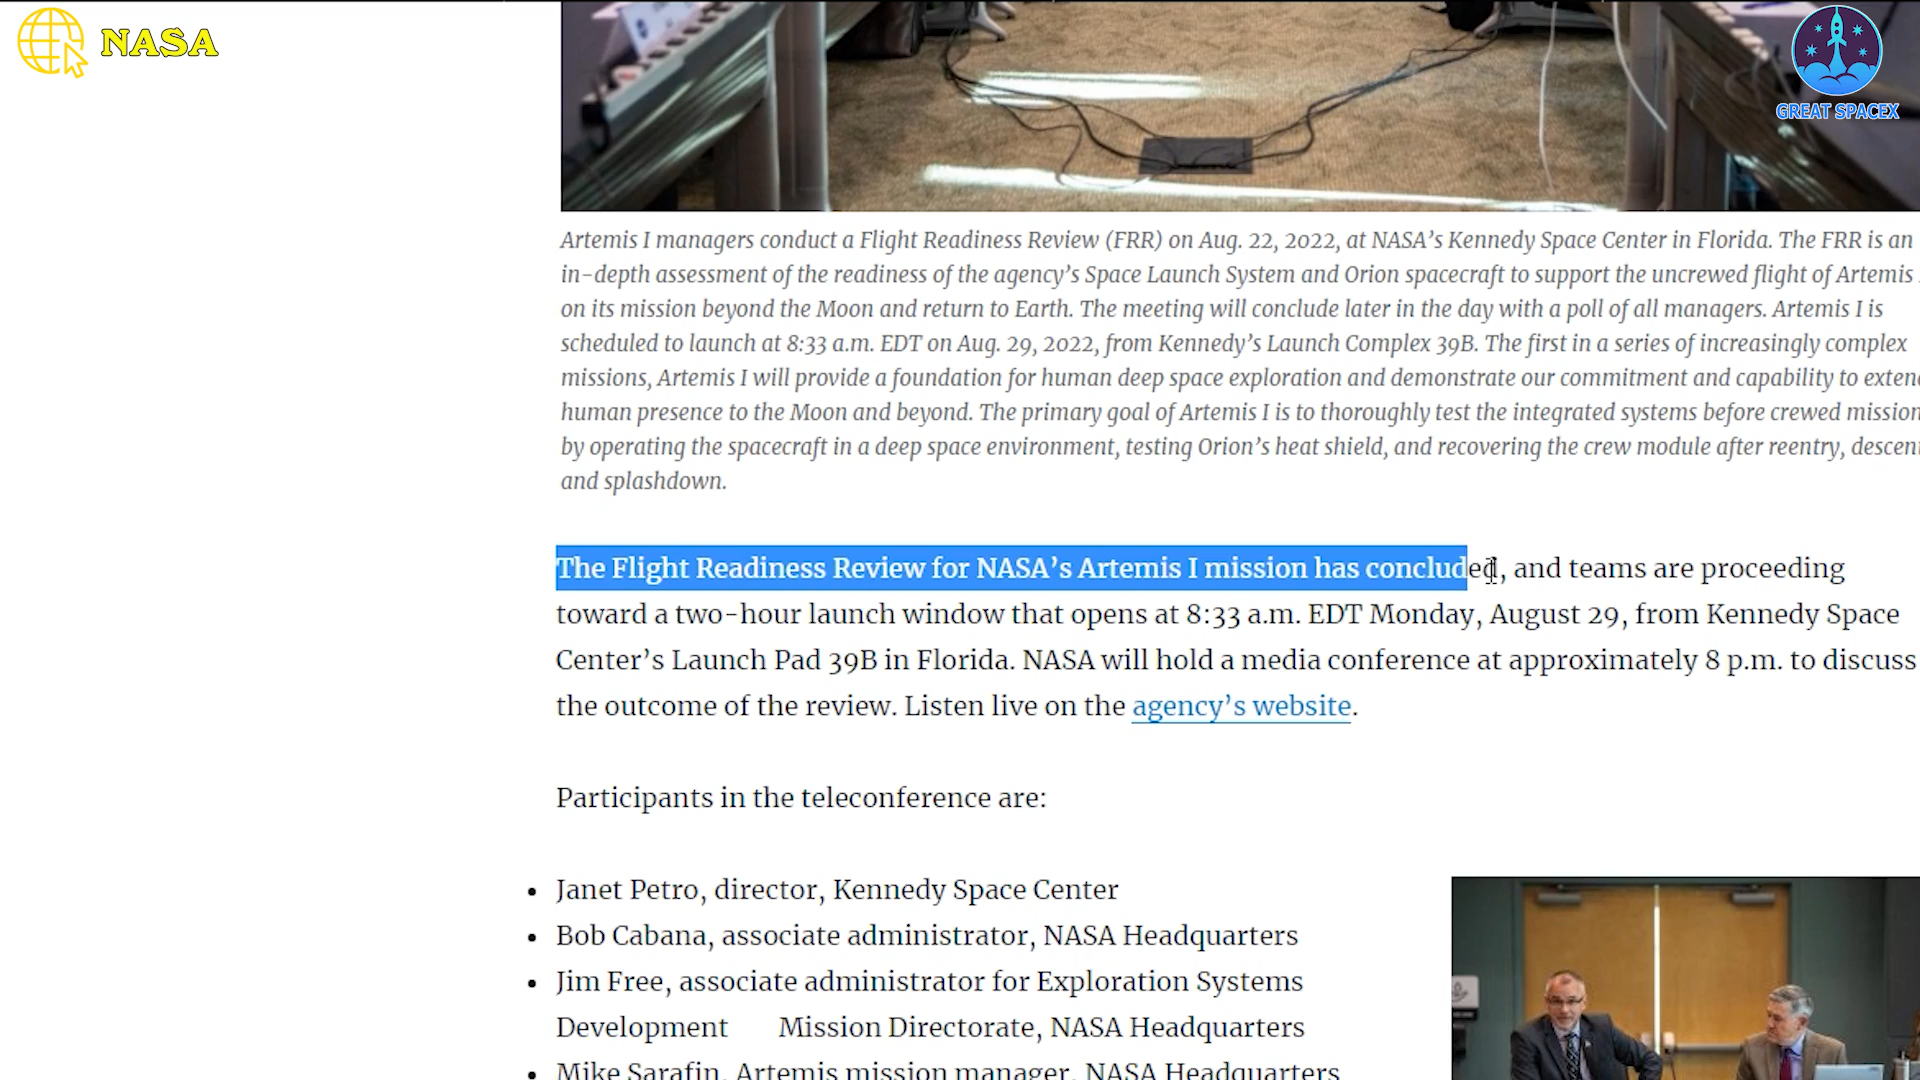 NASA
GREAT SPACEX
Artemis I managers conduct a Flight Readiness Review (FRR) on Aug. 22, 2022, at NASA’s Kennedy Space Center in Florida. The FRR is an
in-depth assessment of the readiness of the agency’s Space Launch System and Orion spacecraft to support the uncrewed flight of Artemis
on its mission beyond the Moon and return to Earth. The meeting will conclude later in the day with a poll of all managers. Artemis I is
scheduled to launch at 8:33 a.m. EDT on Aug. 29, 2022, from Kennedy’s Launch Complex 39B. The first in a series of increasingly complex
missions, Artemis I will provide a foundation for human deep space exploration and demonstrate our commitment and capability to exten
human presence to the Moon and beyond. The primary goal of Artemis I is to thoroughly test the integrated systems before crewed mission
by operating the spacecraft in a deep space environment, testing Orion’s heat shield, and recovering the crew module after reentry, descent
and splashdown.
The Flight Readiness Review for NASA’s Artemis I mission has concluded, and teams are proceeding
toward a two-hour launch window that opens at 8:33 a.m. EDT Monday, August 29, from Kennedy Space
Center’s Launch Pad 39B in Florida. NASA will hold a media conference at approximately 8 p.m. to discuss
the outcome of the review. Listen live on the agency’s website.
Participants in the teleconference are:
• Janet Petro, director, Kennedy Space Center
• Bob Cabana, associate administrator, NASA Headquarters
• Jim Free, associate administrator for Exploration Systems
Development Mission Directorate, NASA Headquarters
• Mike Sarafin, Artemis mission manager, NASA Headquarters